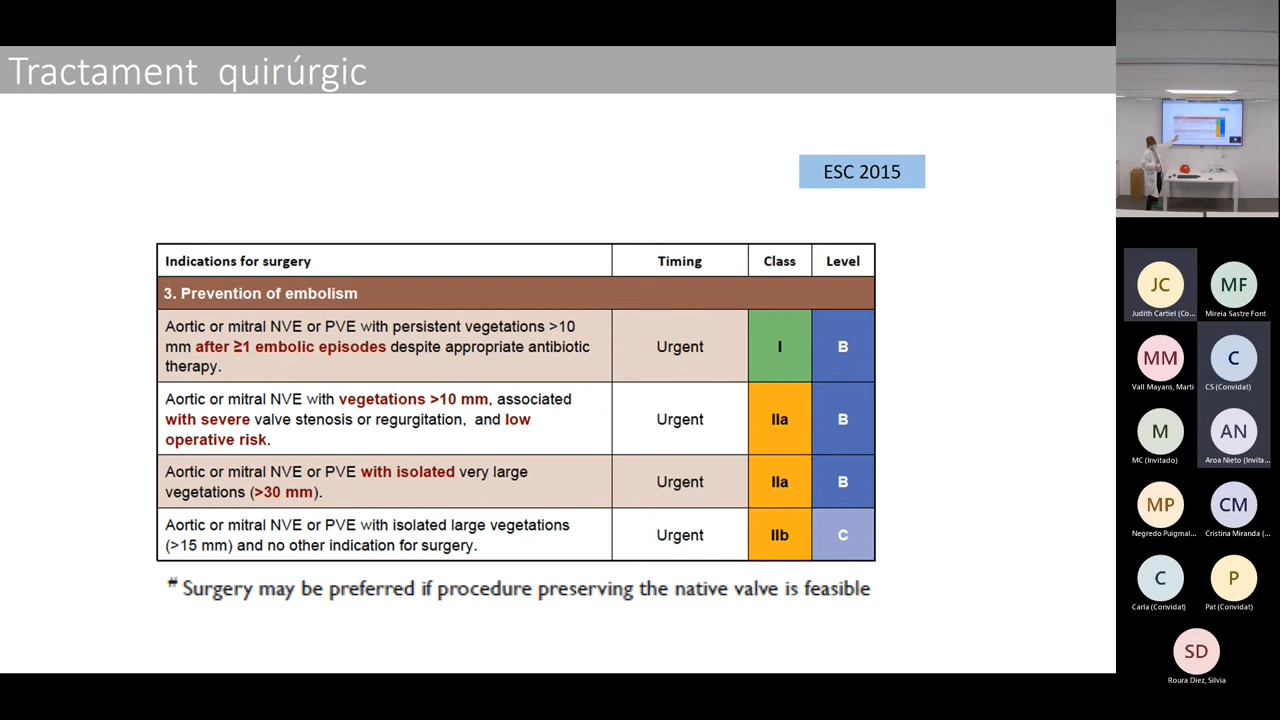 Tractament quirúrgic
ESC 2015
Indications for surgery Timing Class Level
3. Prevention of embolism
Aortic or mitral NVE or PVE with persistent vegetations >10
mm after ≥1 embolic episodes despite appropriate antibiotic
therapy.
Urgent I B
Aortic or mitral NVE with vegetations >10 mm, associated
with severe valve stenosis or regurgitation, and low
operative risk.
Urgent IIa B
Aortic or mitral NVE or PVE with isolated very large
vegetations (>30 mm).
Urgent IIa B
Aortic or mitral NVE or PVE with isolated large vegetations
(>15 mm) and no other indication for surgery.
Urgent IIb C
# Surgery may be preferred if procedure preserving the native valve is feasible
JC
Judith Cartiel (Co...
MF
Mireia Sastre Font
MM
Vall Mayans, Martí
C
CS (Convidat)
M
MC (Invitado)
AN
Aroa Nieto (Invita...
MP
Negredo Puigmal...
CM
Cristina Miranda (...
C
Carla (Convidat)
P
Pat (Convidat)
SD
Roura Diez, Silvia